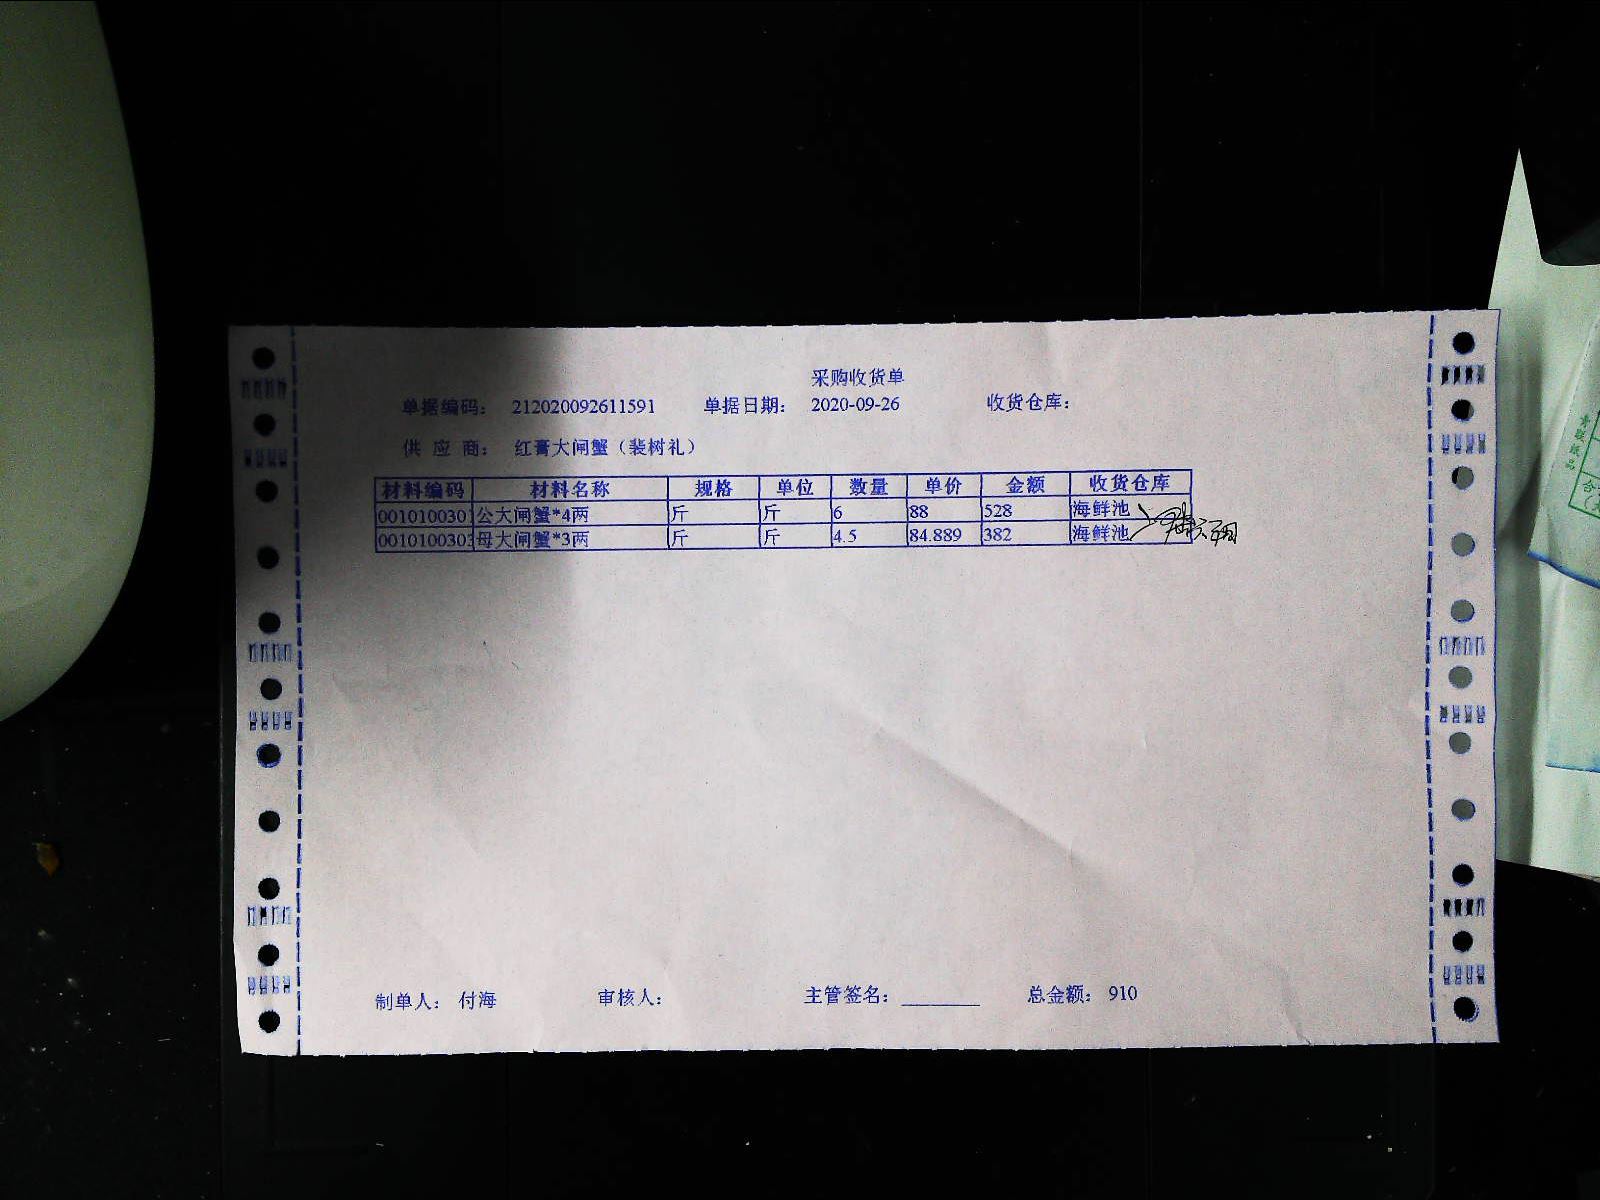 采购收货单
单据编码： 212020092611591 单据日期： 2020-09-26 收货仓库：
供 应 商： 红膏大闸蟹（裴树礼）
材料编码 材料名称 规格 单位 数量 单价 金额 收货仓库
001010030 公大闸蟹*4两 斤 斤 6 88 528 海鲜池
001010030 母大闸蟹*3两 斤 斤 4.5 84.889 382 海鲜池
制单人： 付海 审核人： 主管签名： 总金额： 910